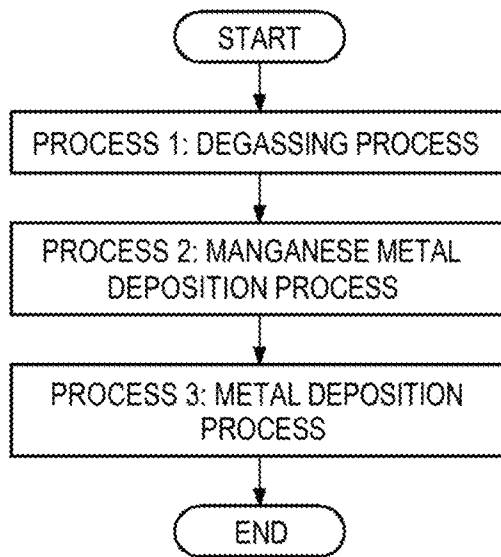 START
PROCESS 1: DEGASSING PROCESS
PROCESS 2: MANGANESE METAL
DEPOSITION PROCESS
PROCESS 3: METAL DEPOSITION
PROCESS
END